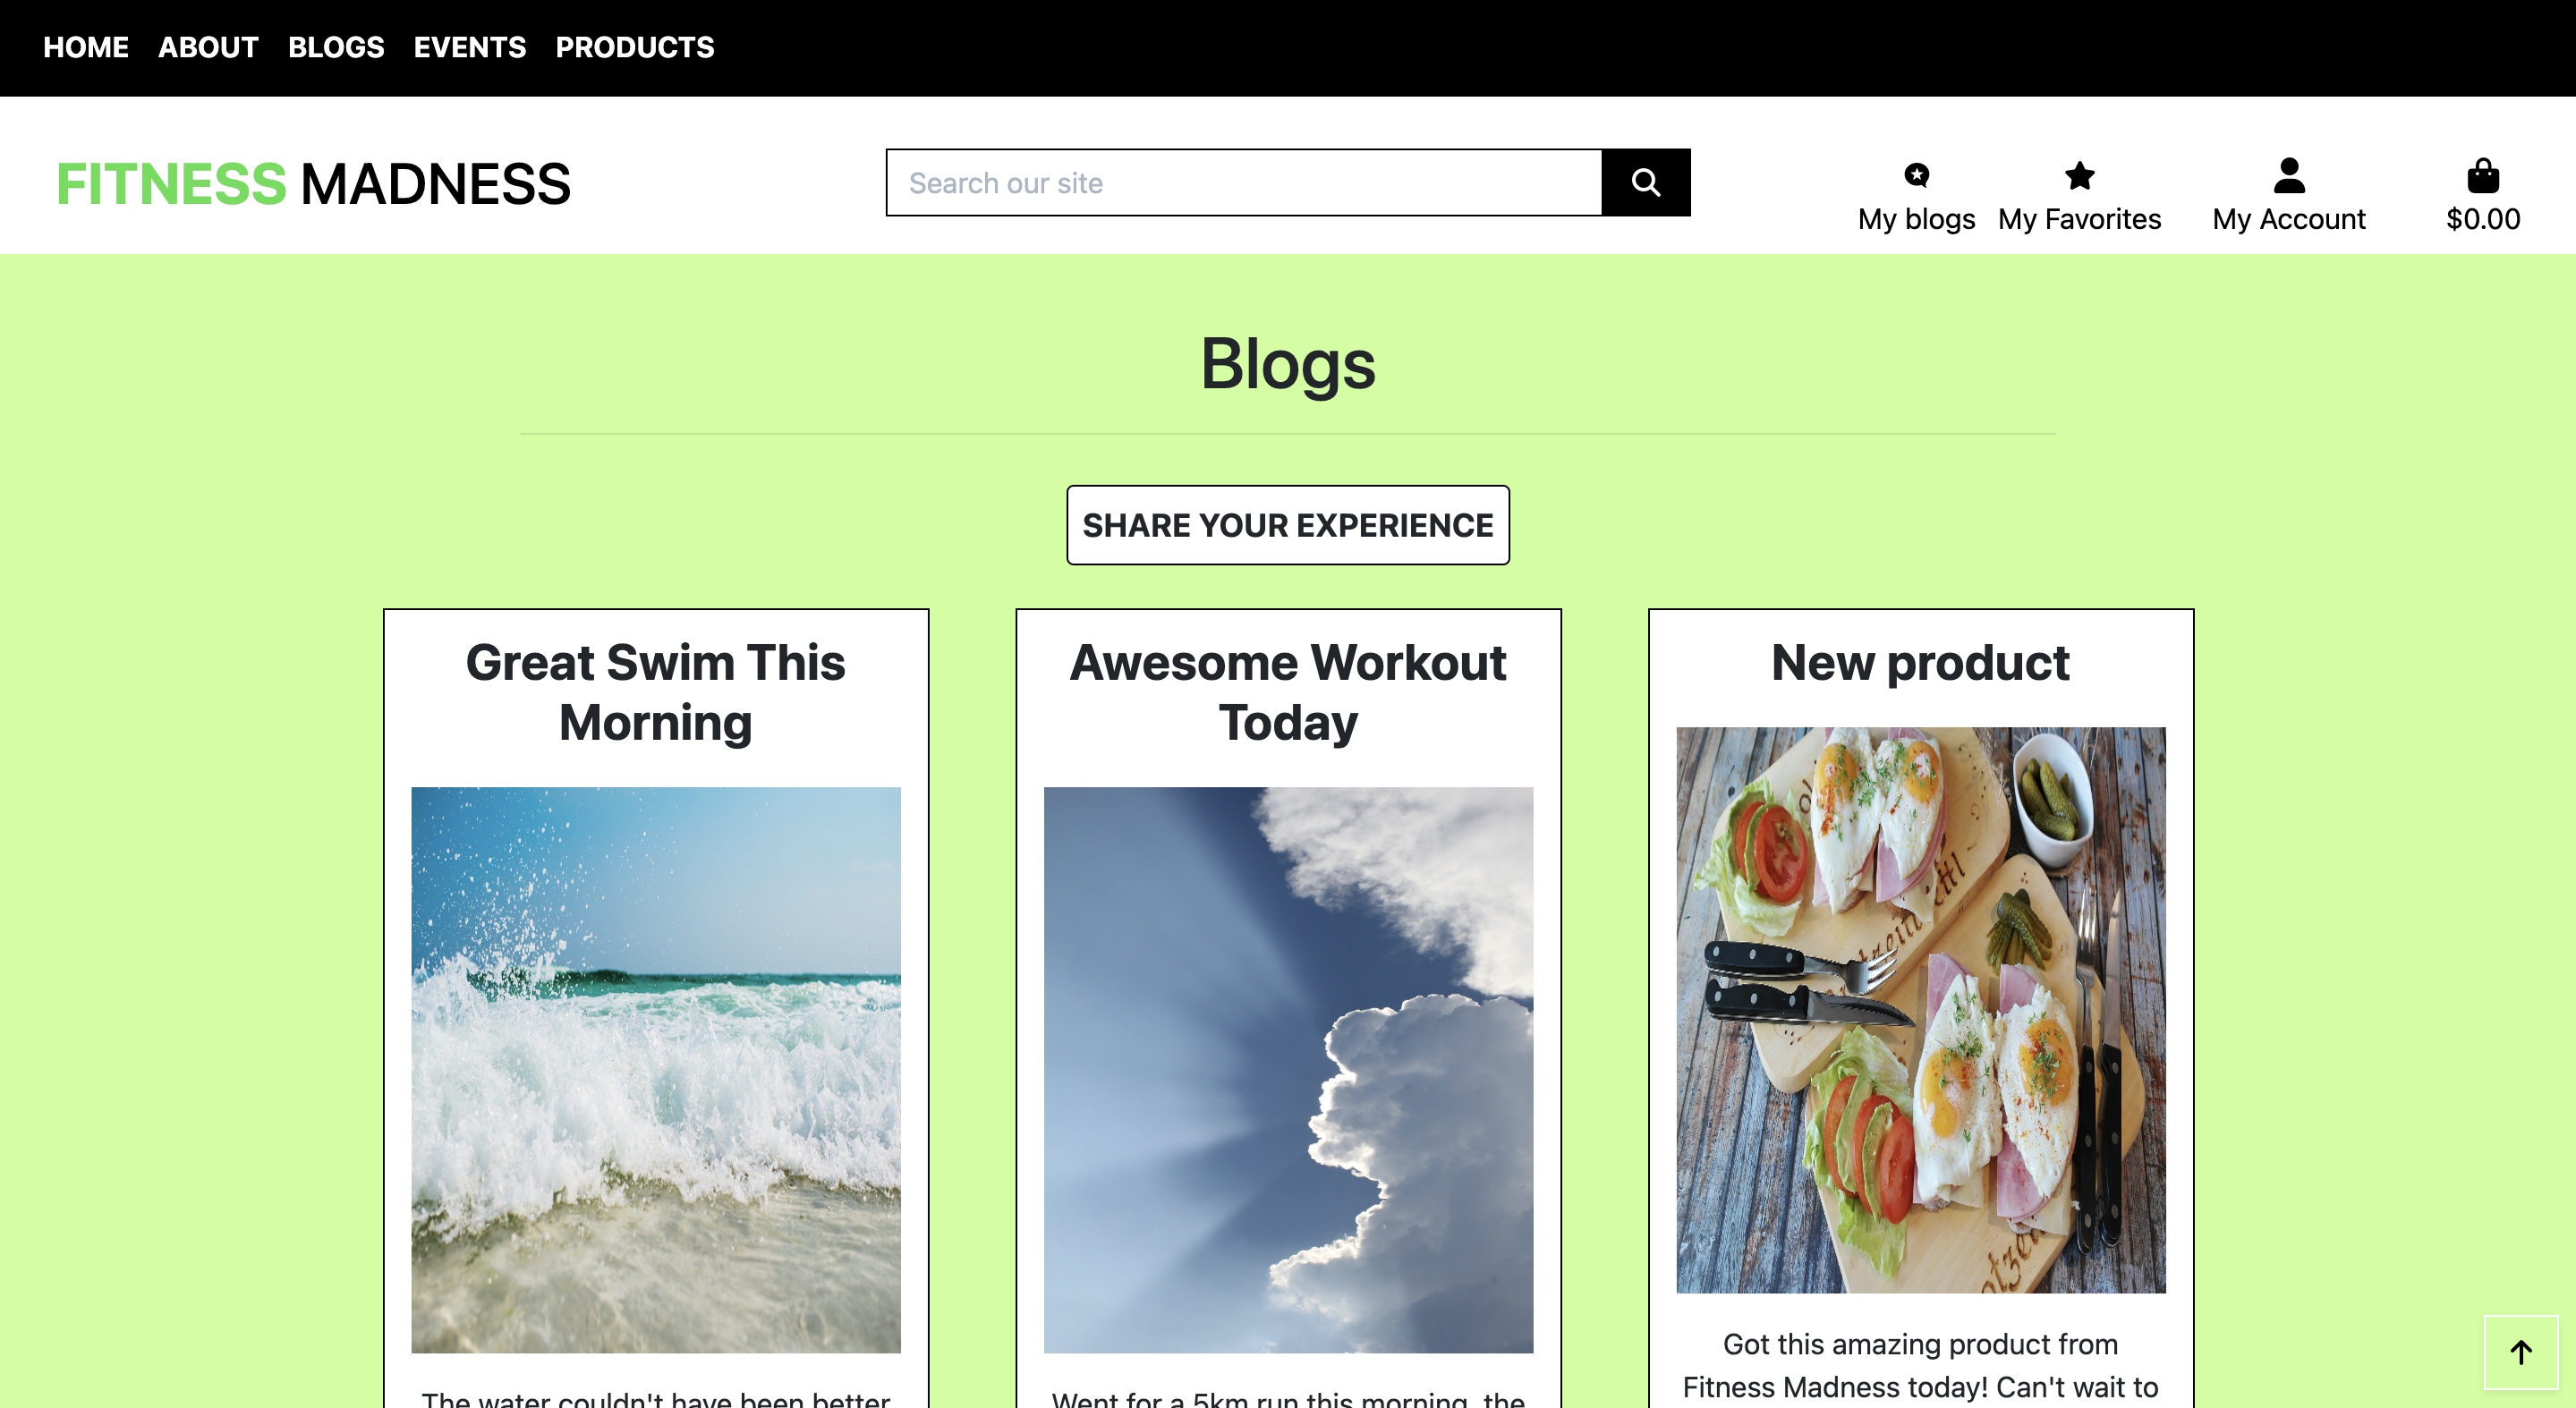 HOME ABOUT BLOGS EVENTS PRODUCTS
FITNESS MADNESS
Search our site
My blogs My Favorites My Account $0.00
Blogs
SHARE YOUR EXPERIENCE
Great Swim This
Morning
Awesome Workout
Today
New product
Got this amazing product from
Fitness Madness today! Can't wait to
The water couldn't have been better
Went for a 5km run this morning, the